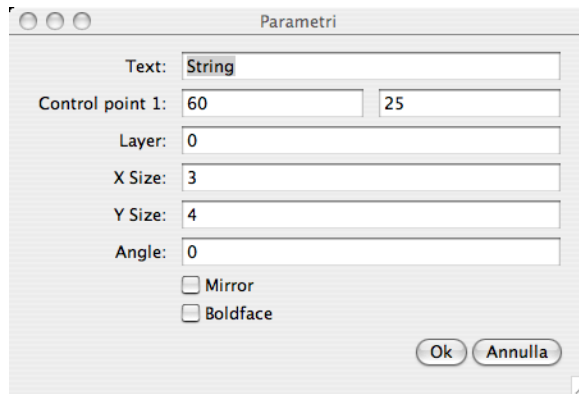 Parametri
Text: String
Control point 1: 60 25
Layer: 0
X Size: 3
Y Size: 4
Angle: 0
Mirror
Boldface
Ok Annulla